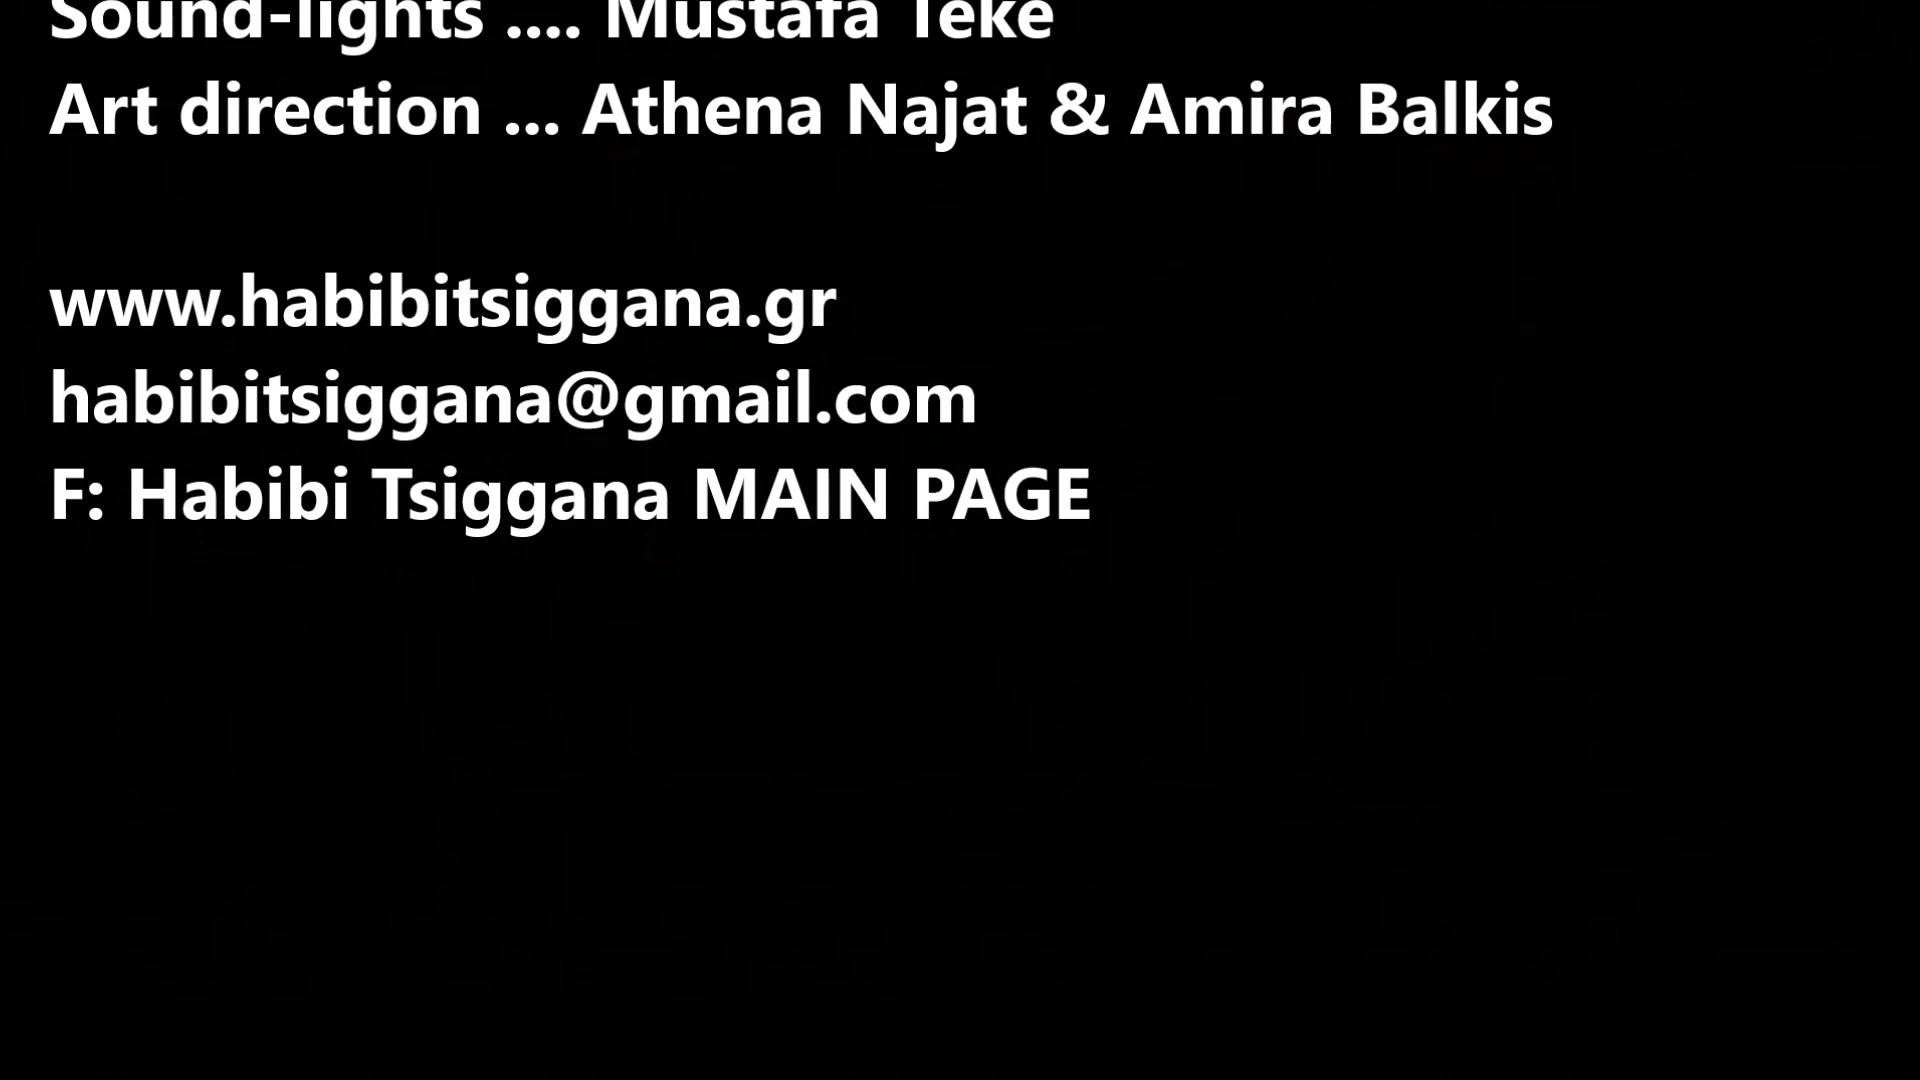 Sound-lights .... Mustafa Teke
Art direction ... Athena Najat & Amira Balkis
www.habibitsiggana.gr
habibitsiggana@gmail.com
F: Habibi Tsiggana MAIN PAGE